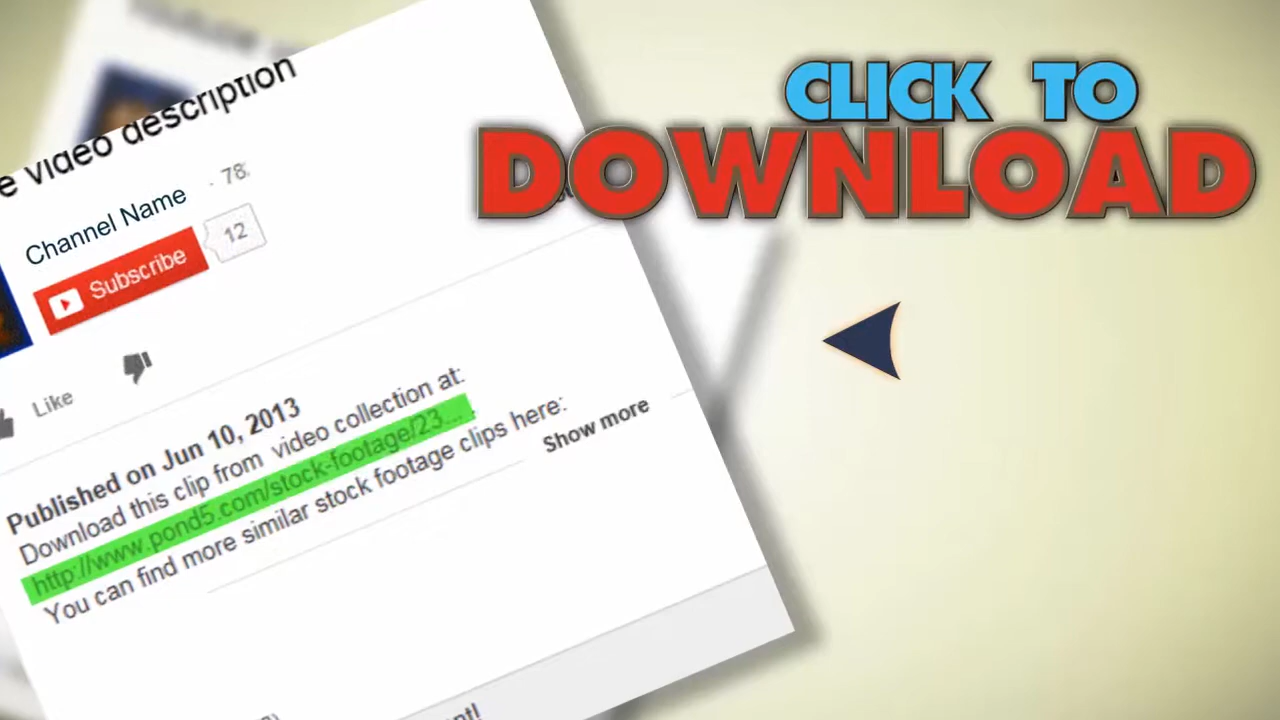 CLICK TO
DOWNLOAD
e video description
Channel Name
78
Subscribe
12
Like
Published on Jun 10, 2013
Download this clip from video collection at:
http://www.pond5.com/stock-footage/23...
You can find more similar stock footage clips here:
Show more